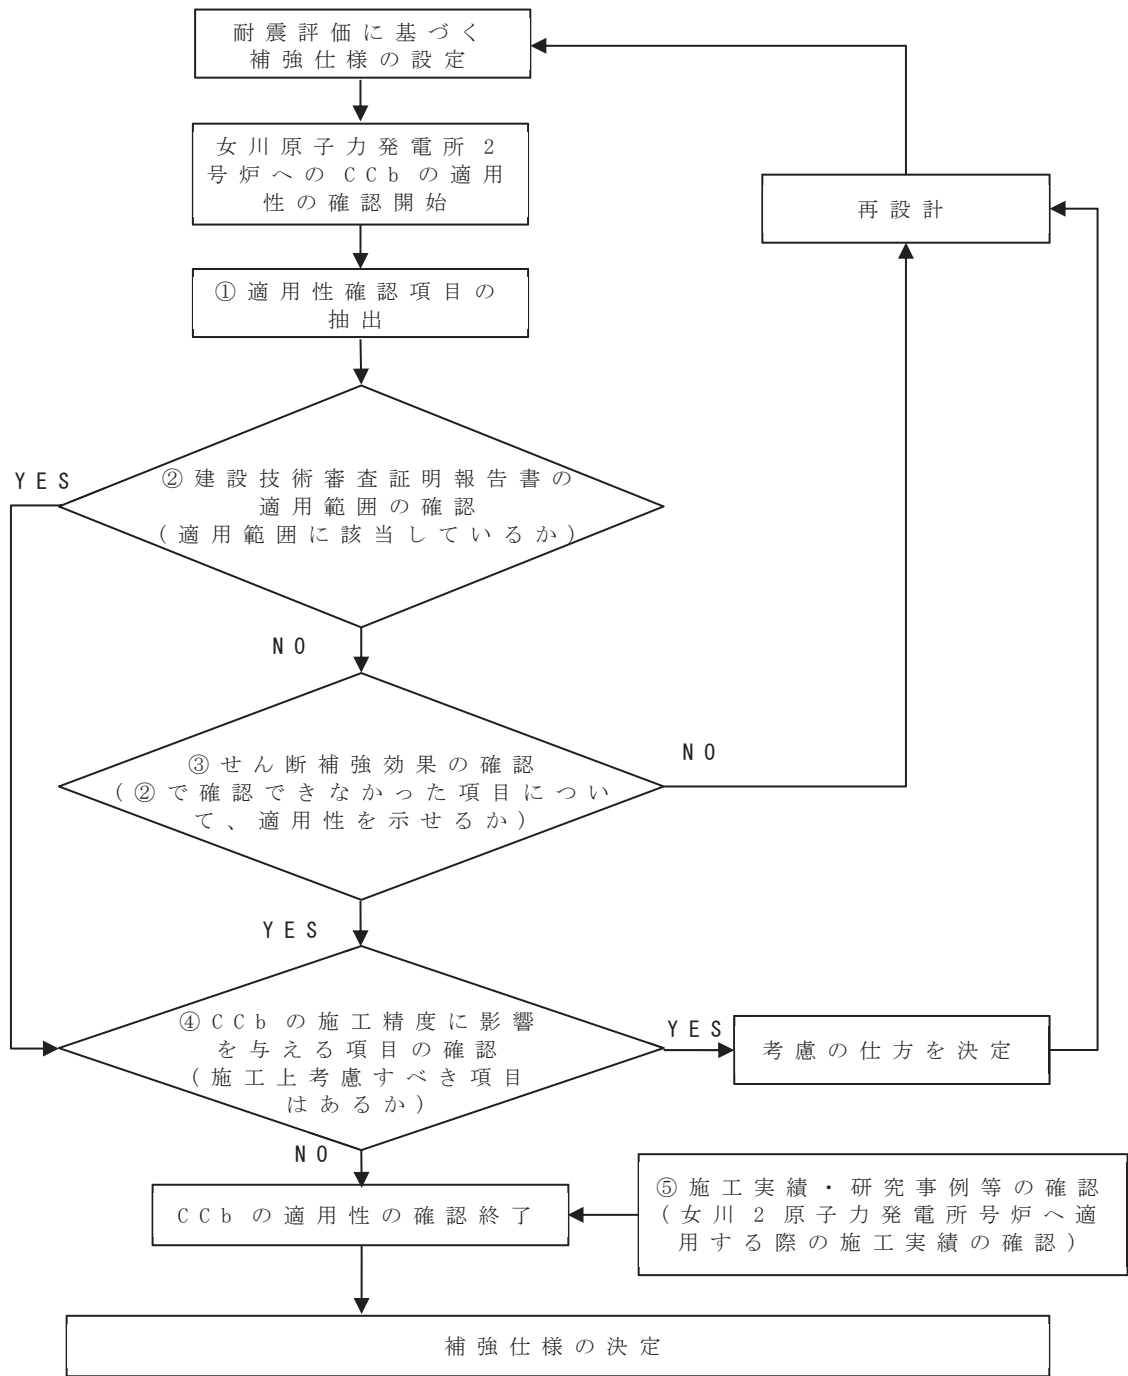 耐震評価に基づく
補強仕様の設定
女川原子力発電所2
号炉へのCCbの適用
性の確認開始
再設計
①適用性確認項目の
抽出
YES
②建設技術審査証明報告書の
適用範囲の確認
(適用範囲に該当しているか)
NO
③せん断補強効果の確認
(②で確認できなかった項目につい
て、適用性を示せるか)
NO
YES
④CCbの施工精度に影響
を与える項目の確認
(施工上考慮すべき項目
はあるか)
YES
考慮の仕方を決定
NO
CCbの適用性の確認終了
⑤施工実績・研究事例等の確認
(女川2原子力発電所号炉へ適
用する際の施工実績の確認)
補強仕様の決定